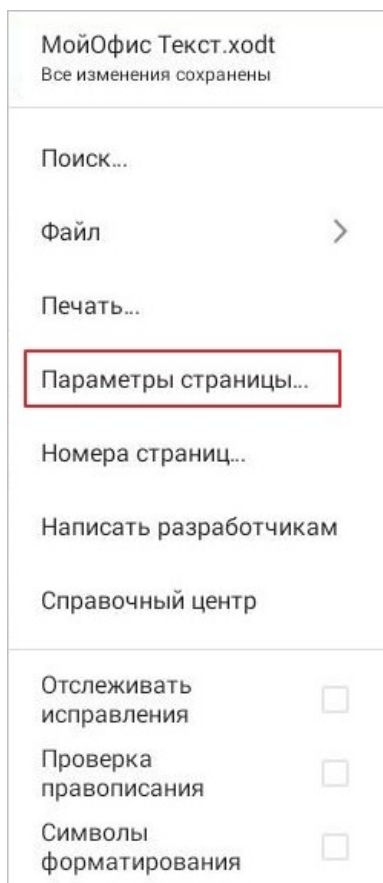 МойОфис Текст.xodt
Все изменения сохранены
Поиск...
Файл
Печать...
Параметры страницы...
Номера страниц...
Написать разработчикам
Справочный центр
Отслеживать
исправления
Проверка
правописания
Символы
форматирования